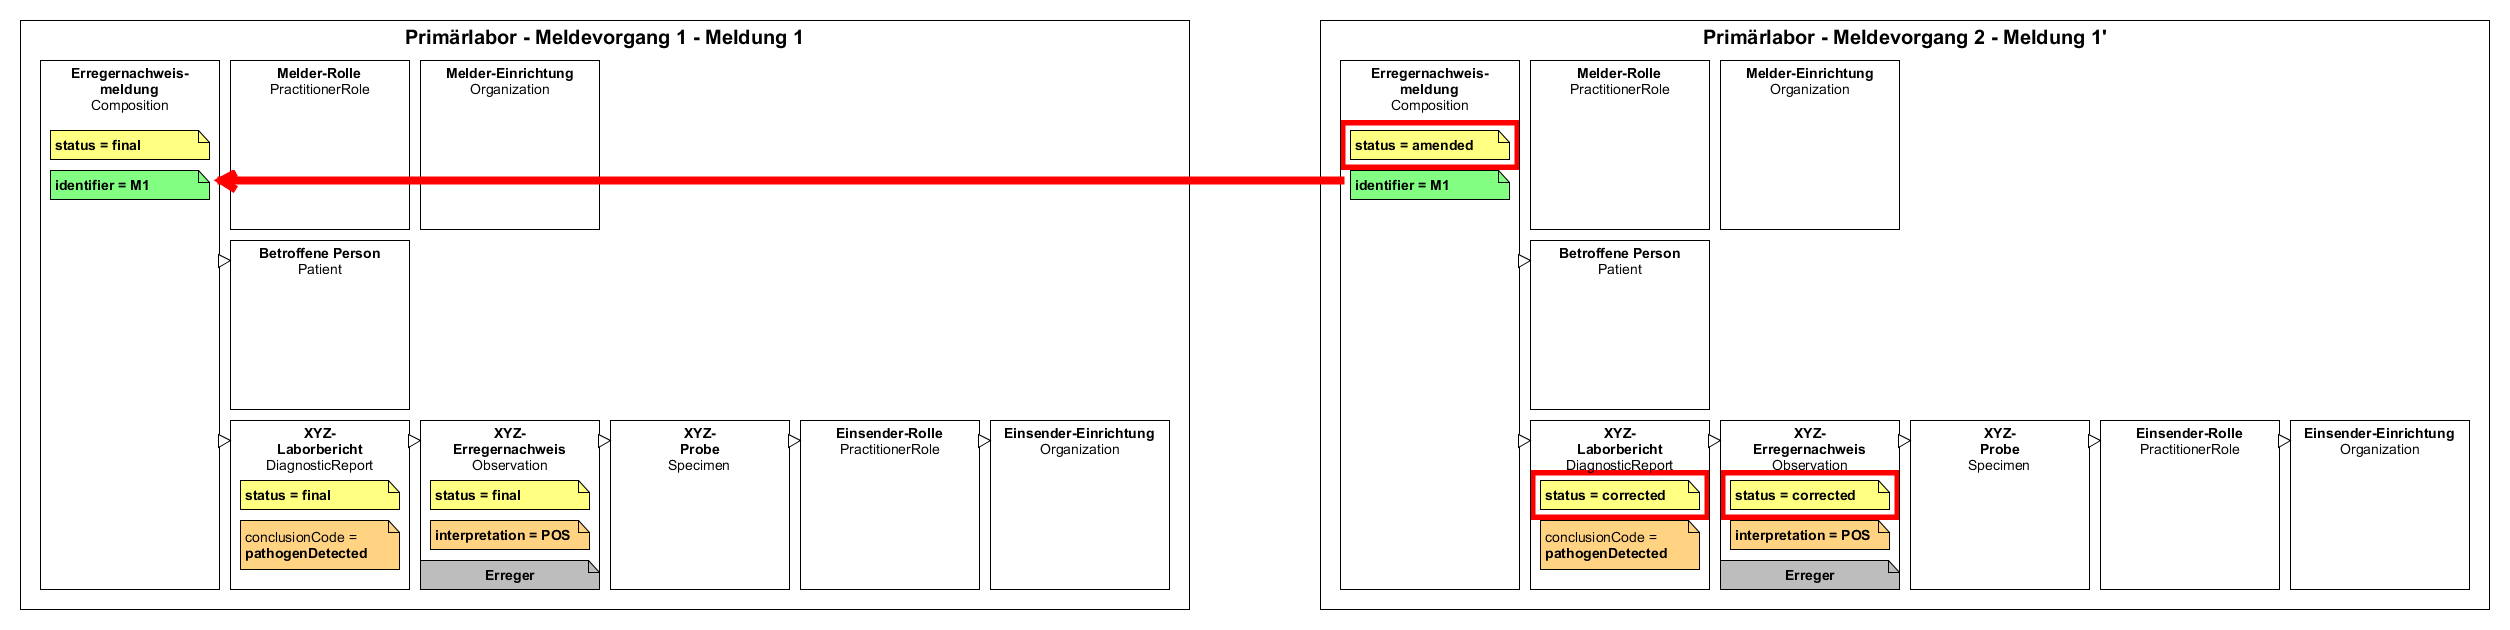 Primärlabor - Meldevorgang 1 - Meldung 1
Erregernachweis-
meldung
Composition
status = final
identifier = M1
Melder-Rolle
PractitionerRole
Melder-Einrichtung
Organization
Betroffene Person
Patient
XYZ-
Laborbericht
DiagnosticReport
status = final
conclusionCode =
pathogenDetected
XYZ-
Erregernachweis
Observation
status = final
interpretation = POS
Erreger
XYZ-
Probe
Specimen
Einsender-Rolle
PractitionerRole
Einsender-Einrichtung
Organization
Primärlabor - Meldevorgang 2 - Meldung 1'
Erregernachweis-
meldung
Composition
status = amended
identifier = M1
Melder-Rolle
PractitionerRole
Melder-Einrichtung
Organization
Betroffene Person
Patient
XYZ-
Laborbericht
DiagnosticReport
status = corrected
conclusionCode =
pathogenDetected
XYZ-
Erregernachweis
Observation
status = corrected
interpretation = POS
Erreger
XYZ-
Probe
Specimen
Einsender-Rolle
PractitionerRole
Einsender-Einrichtung
Organization